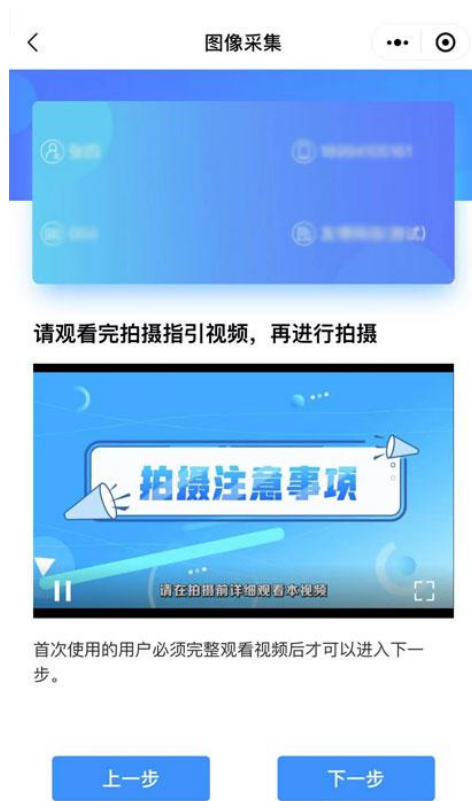 图像采集
请观看完拍摄指引视频，再进行拍摄
拍摄注意事项
请在拍摄前详细观看本视频
首次使用的用户必须完整观看视频后才可以进入下一
步。
上一步
下一步